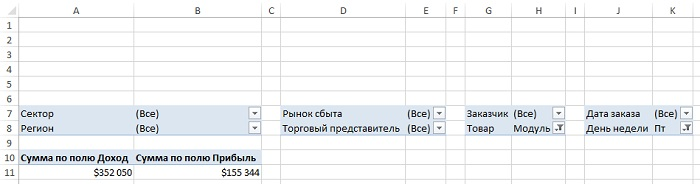 A B C D E F G H I J K
1
2
3
4
5
6
7 Сектор (Все) Рынок сбыта (Все) Заказчик (Все) Дата заказа (Все)
8 Регион (Все) Торговый представитель (Все) Товар Модуль День недели Пт
9
10 Сумма по полю Доход Сумма по полю Прибыль
11 $352 050 $155 344